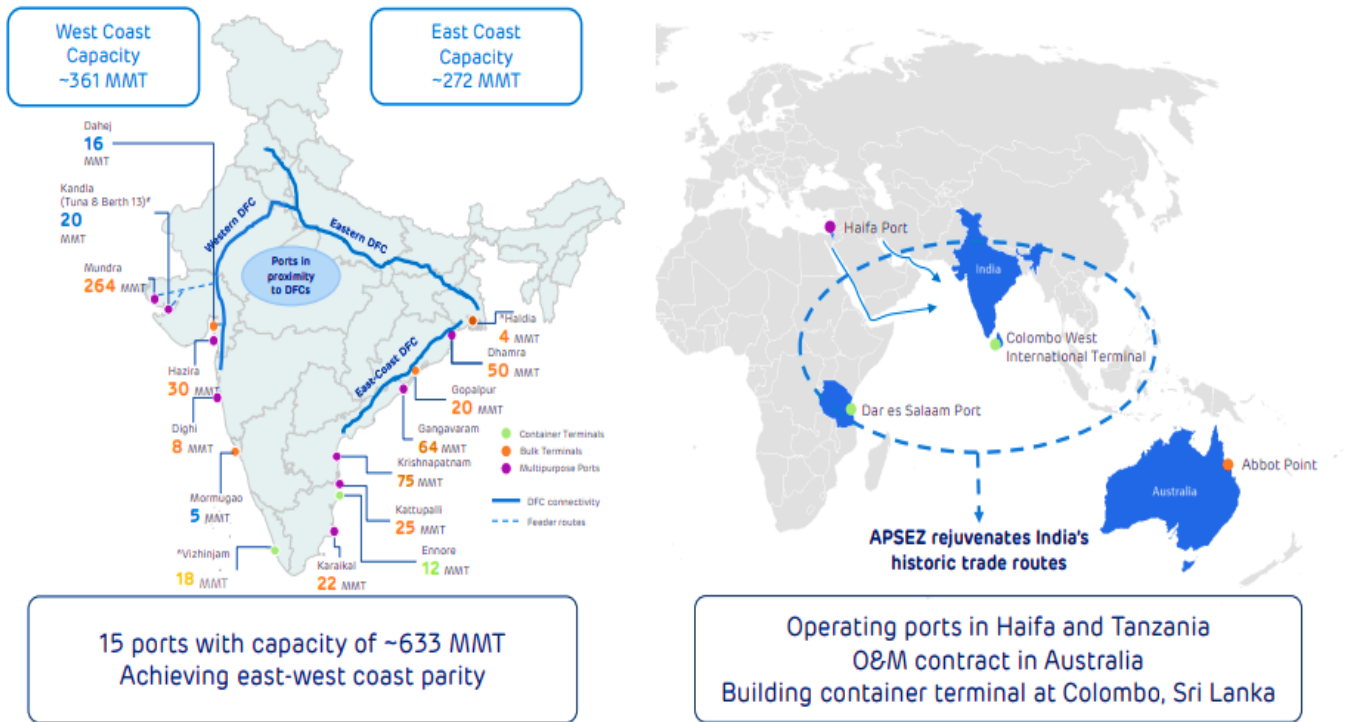 West Coast
Capacity
~361 MMT
East Coast
Capacity
~272 MMT
Dahej
16
MMT
Kandla
(Tuna & Berth 13)#
20
MMT
Mundra
264 MMT
Hazira
30 MMT
Dighi
8 MMT
Mormugao
5 MMT
*Vizhinjam
18 MMT
Western DFC
Eastern DFC
Ports in
proximity
to DFCs
East-Coast DFC
*Haldia
4 MMT
Dhamra
50 MMT
Gopalpur
20 MMT
Gangavaram
64 MMT
Krishnapatnam
75 MMT
Kattupalli
25 MMT
Ennore
12 MMT
Karaikal
22 MMT
Container Terminals
Bulk Terminals
Multipurpose Ports
DFC connectivity
Feeder routes
15 ports with capacity of ~633 MMT
Achieving east-west coast parity
Haifa Port
India
Colombo West
International Terminal
Dar es Salaam Port
Abbot Point
Australia
APSEZ rejuvenates India's
historic trade routes
Operating ports in Haifa and Tanzania
O&M contract in Australia
Building container terminal at Colombo, Sri Lanka